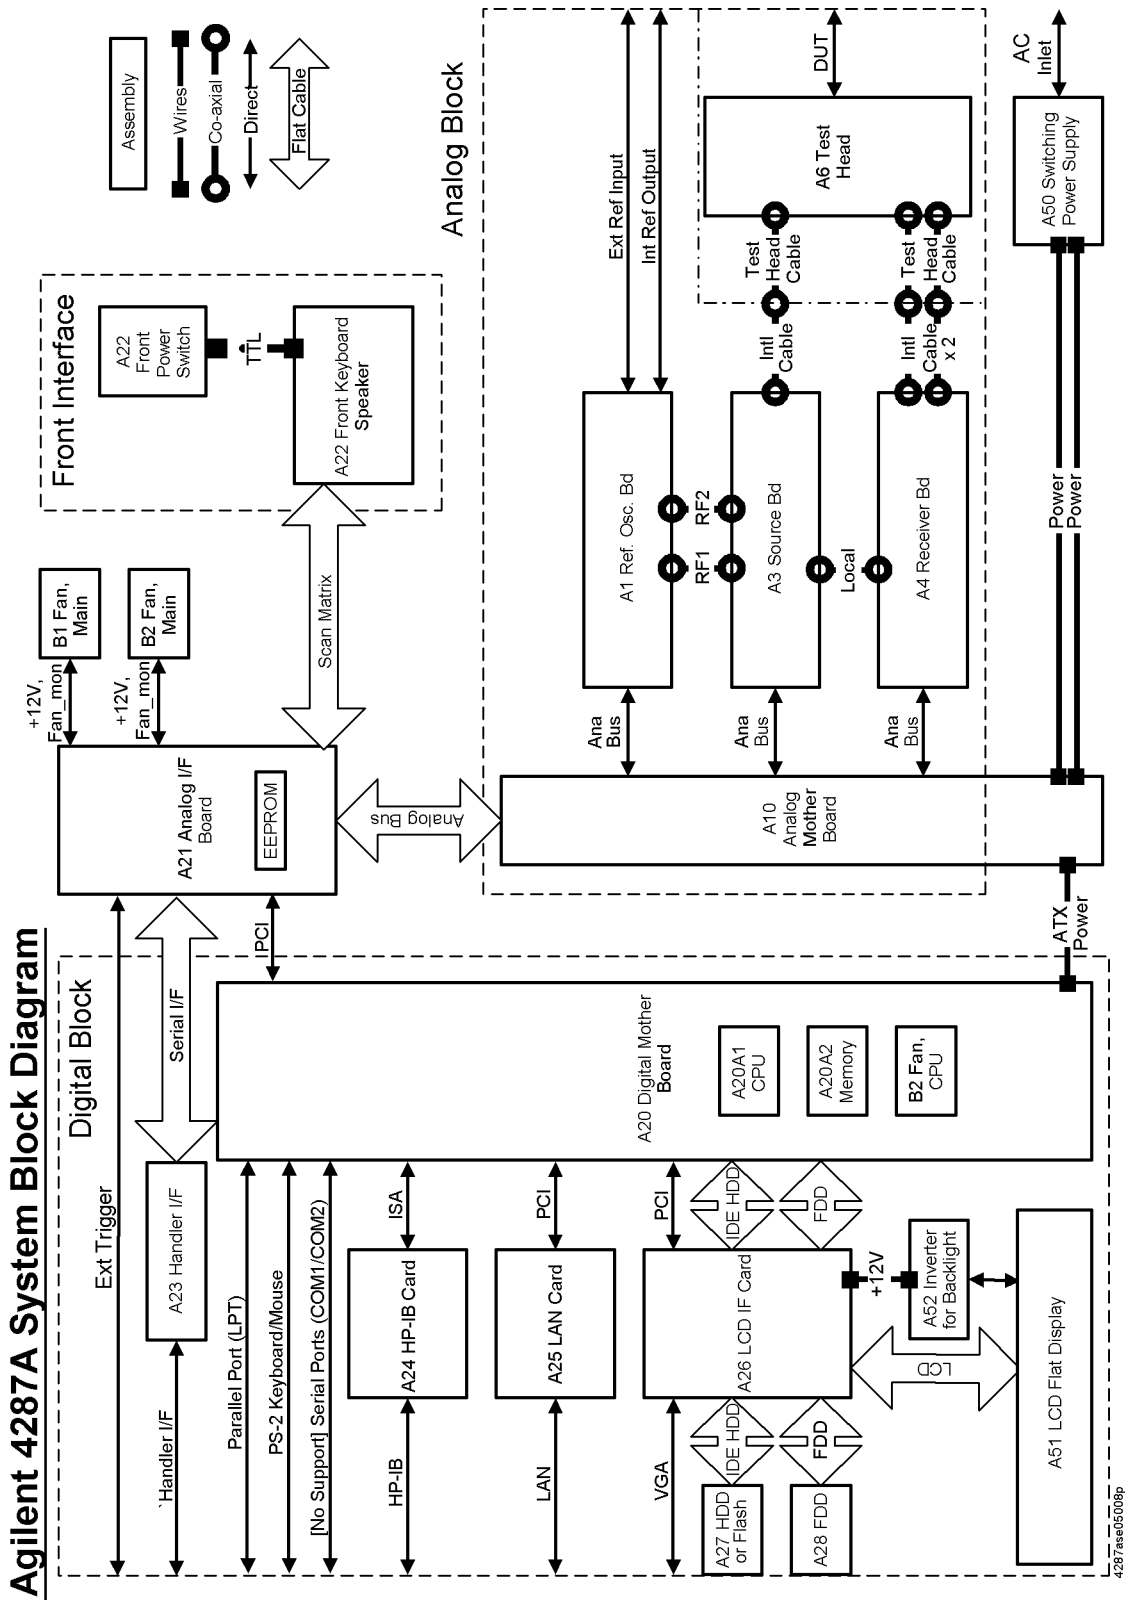 Agilent 4287A System Block Diagram
Digital Block
Ext Trigger
`Handler I/F
A23 Handler I/F
Serial I/F
Parallel Port (LPT)
PS-2 Keyboard/Mouse
[No Support] Serial Ports (COM1/COM2)
HP-IB
A24 HP-IB Card
ISA
LAN
A25 LAN Card
PCI
VGA
A26 LCD IF Card
PCI
A27 HDD
or Flash
IDE HDD
IDE HDD
A28 FDD
FDD
FDD
+12V
A52 Inverter
for Backlight
LCD
A51 LCD Flat Display
A20 Digital Mother
Board
A20A1
CPU
A20A2
Memory
B2 Fan,
CPU
PCI
ATX
Power
A21 Analog I/F
Board
EEPROM
+12V,
Fan_mon
B1 Fan,
Main
+12V,
Fan_mon
B2 Fan,
Main
Scan Matrix
Analog Bus
Front Interface
A22
Front
Power
Switch
TTL
A22 Front Keyboard
Speaker
Assembly
Wires
Co-axial
Direct
Flat Cable
Analog Block
A10
Analog
Mother
Board
Ana
Bus
Ana
Bus
Ana
Bus
A1 Ref. Osc. Bd
RF1
RF2
A3 Source Bd
Local
A4 Receiver Bd
Ext Ref Input
Int Ref Output
Intl
Cable
Test
Head
Cable
Intl
Cable
x 2
Test
Head
Cable
A6 Test
Head
DUT
Power
Power
A50 Switching
Power Supply
AC
Inlet
4287ase05008p